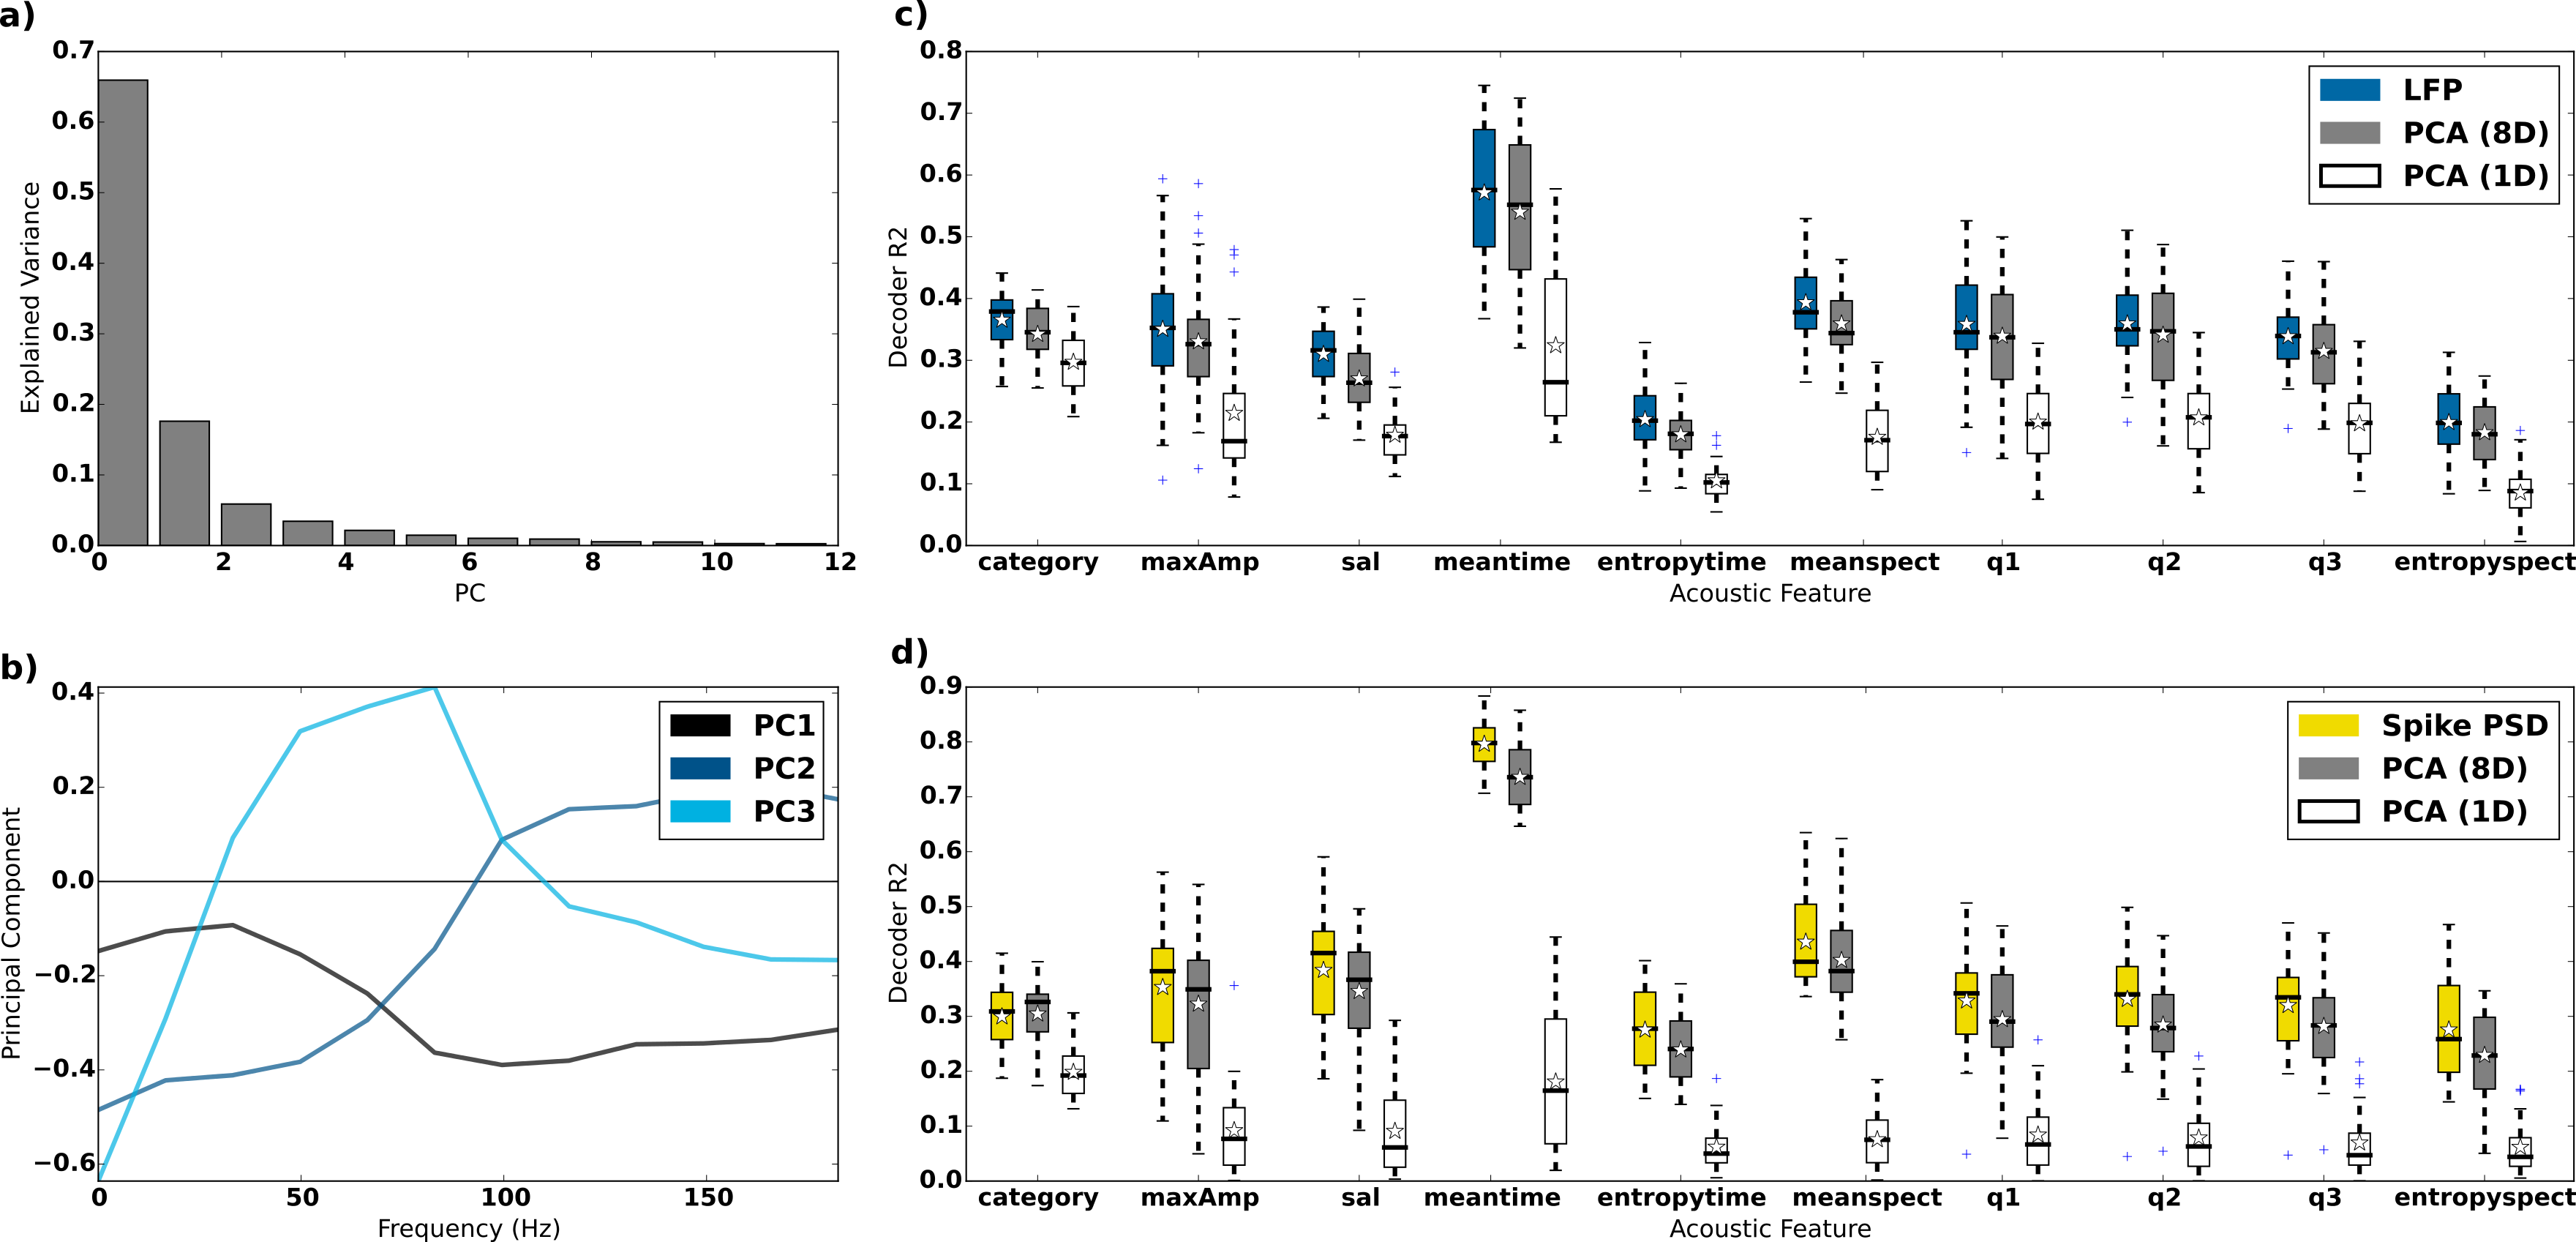 a)
0.7
0.6
0.5
0.4
0.3
0.2
0.1
0.0
Explained Variance
0 2 4 6 8 10 12
PC
b)
0.4
0.2
0.0
−0.2
−0.4
−0.6
Principal Component
PC1
PC2
PC3
0 50 100 150
Frequency (Hz)
c)
0.8
0.7
0.6
0.5
0.4
0.3
0.2
0.1
0.0
Decoder R2
LFP
PCA (8D)
PCA (1D)
category maxAmp sal meantime entropytime meanspect q1 q2 q3 entropyspect
Acoustic Feature
d)
0.9
0.8
0.7
0.6
0.5
0.4
0.3
0.2
0.1
0.0
Decoder R2
Spike PSD
PCA (8D)
PCA (1D)
category maxAmp sal meantime entropytime meanspect q1 q2 q3 entropyspect
Acoustic Feature